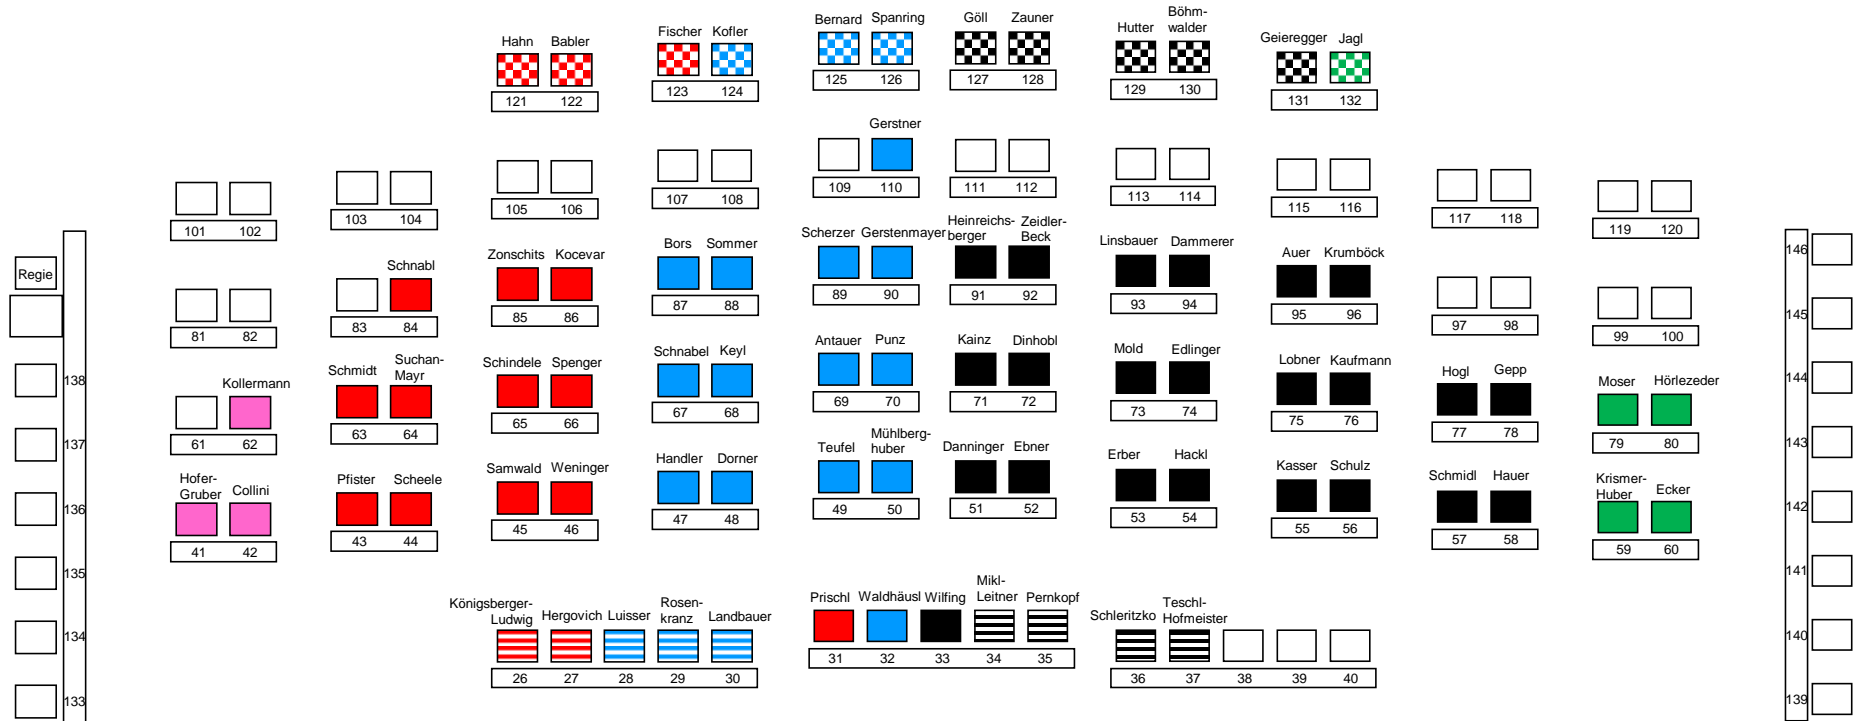 Hahn Babler
121 122
Fischer Kofler
123 124
Bernard Spanring
125 126
Göll Zauner
127 128
Hutter Böhm-
walder
129 130
Geieregger Jagl
131 132
101 102
103 104
105 106
107 108
Gerstner
109 110
111 112
113 114
115 116
117 118
119 120
Regie
81 82
Schnabl
83 84
Zonschits Kocevar
85 86
Bors Sommer
87 88
Scherzer Gerstenmayer
89 90
Heinreichs- Zeidler-
berger Beck
91 92
Linsbauer Dammerer
93 94
Auer Krumböck
95 96
97 98
99 100
Kollermann
61 62
Schmidt Suchan-
Mayr
63 64
Schindele Spenger
65 66
Schnabel Keyl
67 68
Antauer Punz
69 70
Kainz Dinhobl
71 72
Mold Edlinger
73 74
Lobner Kaufmann
75 76
Hogl Gepp
77 78
Moser Hörlezeder
79 80
Hofer-
Gruber Collini
41 42
Pfister Scheele
43 44
Samwald Weninger
45 46
Handler Dorner
47 48
Teufel Mühlberg-
huber
49 50
Danninger Ebner
51 52
Erber Hackl
53 54
Kasser Schulz
55 56
Schmidl Hauer
57 58
Krismer-
Huber Ecker
59 60
Königsberger-
Ludwig Hergovich Luisser Rosen-
kranz Landbauer
26 27 28 29 30
Prischl Waldhäusl Wilfing Mikl-
Leitner Pernkopf
31 32 33 34 35
Schleritzko Teschl-
Hofmeister
36 37 38 39 40
138
137
136
135
134
133
146
145
144
143
142
141
140
139